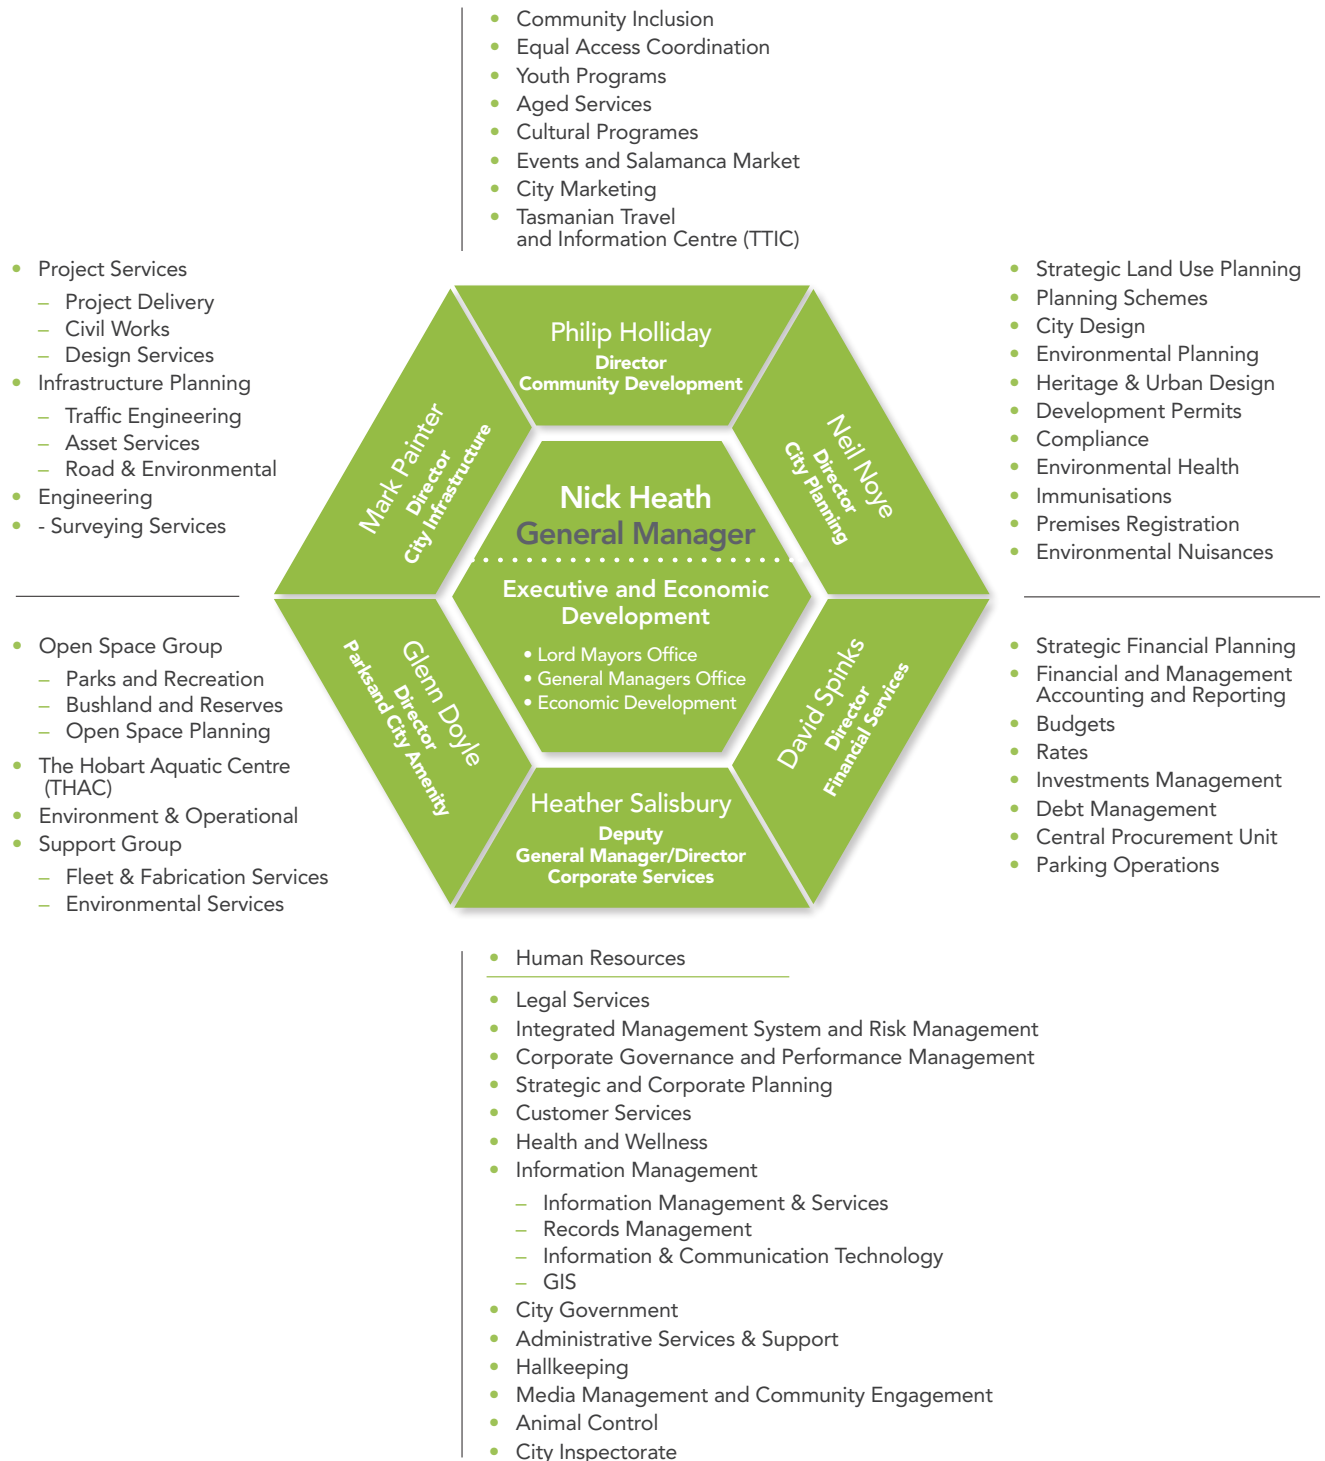 • Community Inclusion
• Equal Access Coordination
• Youth Programs
• Aged Services
• Cultural Programes
• Events and Salamanca Market
• City Marketing
• Tasmanian Travel
and Information Centre (TTIC)
• Project Services
– Project Delivery
– Civil Works
– Design Services
• Infrastructure Planning
– Traffic Engineering
– Asset Services
– Road & Environmental
• Engineering
• - Surveying Services
Mark Painter
Director
City Infrastructure
Philip Holliday
Director
Community Development
Neil Noye
Director
City Planning
• Strategic Land Use Planning
• Planning Schemes
• City Design
• Environmental Planning
• Heritage & Urban Design
• Development Permits
• Compliance
• Environmental Health
• Immunisations
• Premises Registration
• Environmental Nuisances
Nick Heath
General Manager
Executive and Economic
Development
• Lord Mayors Office
• General Managers Office
• Economic Development
• Open Space Group
– Parks and Recreation
– Bushland and Reserves
– Open Space Planning
• The Hobart Aquatic Centre
(THAC)
• Environment & Operational
• Support Group
– Fleet & Fabrication Services
– Environmental Services
Glenn Doyle
Director
Parksand City Amenity
Heather Salisbury
Deputy
General Manager/Director
Corporate Services
David Spinks
Director
Financial Services
• Strategic Financial Planning
• Financial and Management
Accounting and Reporting
• Budgets
• Rates
• Investments Management
• Debt Management
• Central Procurement Unit
• Parking Operations
• Human Resources
• Legal Services
• Integrated Management System and Risk Management
• Corporate Governance and Performance Management
• Strategic and Corporate Planning
• Customer Services
• Health and Wellness
• Information Management
– Information Management & Services
– Records Management
– Information & Communication Technology
– GIS
• City Government
• Administrative Services & Support
• Hallkeeping
• Media Management and Community Engagement
• Animal Control
• City Inspectorate